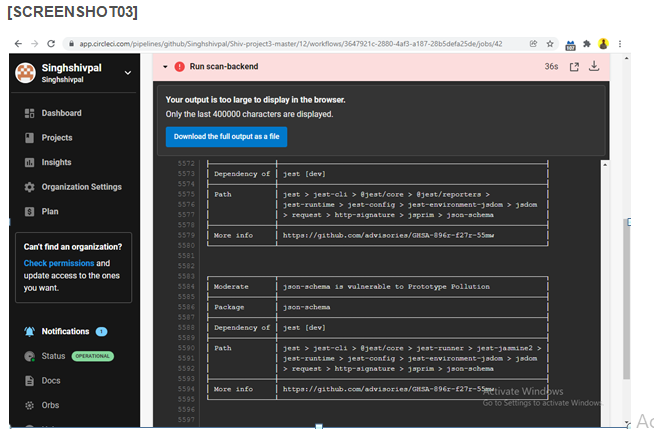 [SCREENSHOT03]
app.circleci.com/pipelines/github/Singhshivpal/Shiv-project3-master/12/workflows/3647921c-2880-4af3-a187-28b5defa25de/jobs/42
107
Singhshivpal
Singhshivpal
Dashboard
Projects
Insights
Organization Settings
Plan
Can't find an organization?
Check permissions and
update access to the ones
you want.
Notifications 1
Status OPERATIONAL
Docs
Orbs
Run scan-backend 36s
Your output is too large to display in the browser.
Only the last 400000 characters are displayed.
Download the full output as a file
5572
5573 Dependency of jest [dev]
5574
5575 Path jest > jest-cli > @jest/core > @jest/reporters >
5576 jest-runtime > jest-config > jest-environment-jsdom > jsdom
5577 > request > http-signature > jsprim > json-schema
5578
5579 More info https://github.com/advisories/GHSA-896r-f27r-55mw
5580
5581
5582
5583
5584 Moderate json-schema is vulnerable to Prototype Pollution
5585
5586 Package json-schema
5587
5588 Dependency of jest [dev]
5589
5590 Path jest > jest-cli > @jest/core > jest-runner > jest-jasmine2 >
5591 jest-runtime > jest-config > jest-environment-jsdom > jsdom
5592 > request > http-signature > jsprim > json-schema
5593
5594 More info https://github.com/advisories/GHSA-896r-f27r-55mw
5595
5596
5597
Activate Windows
Go to Settings to activate Windows.